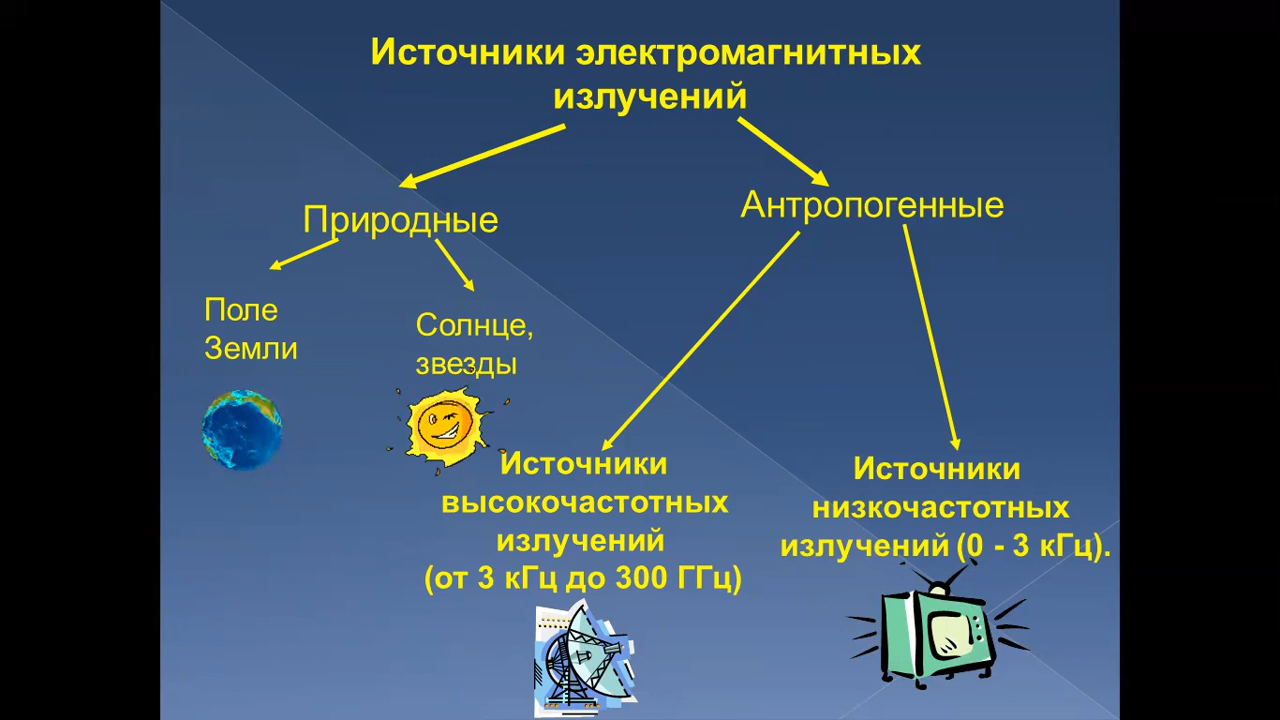 Источники электромагнитных
излучений
Природные
Антропогенные
Поле
Земли
Солнце,
звезды
Источники
высокочастотных
излучений
(от 3 кГц до 300 ГГц)
Источники
низкочастотных
излучений (0 - 3 кГц).